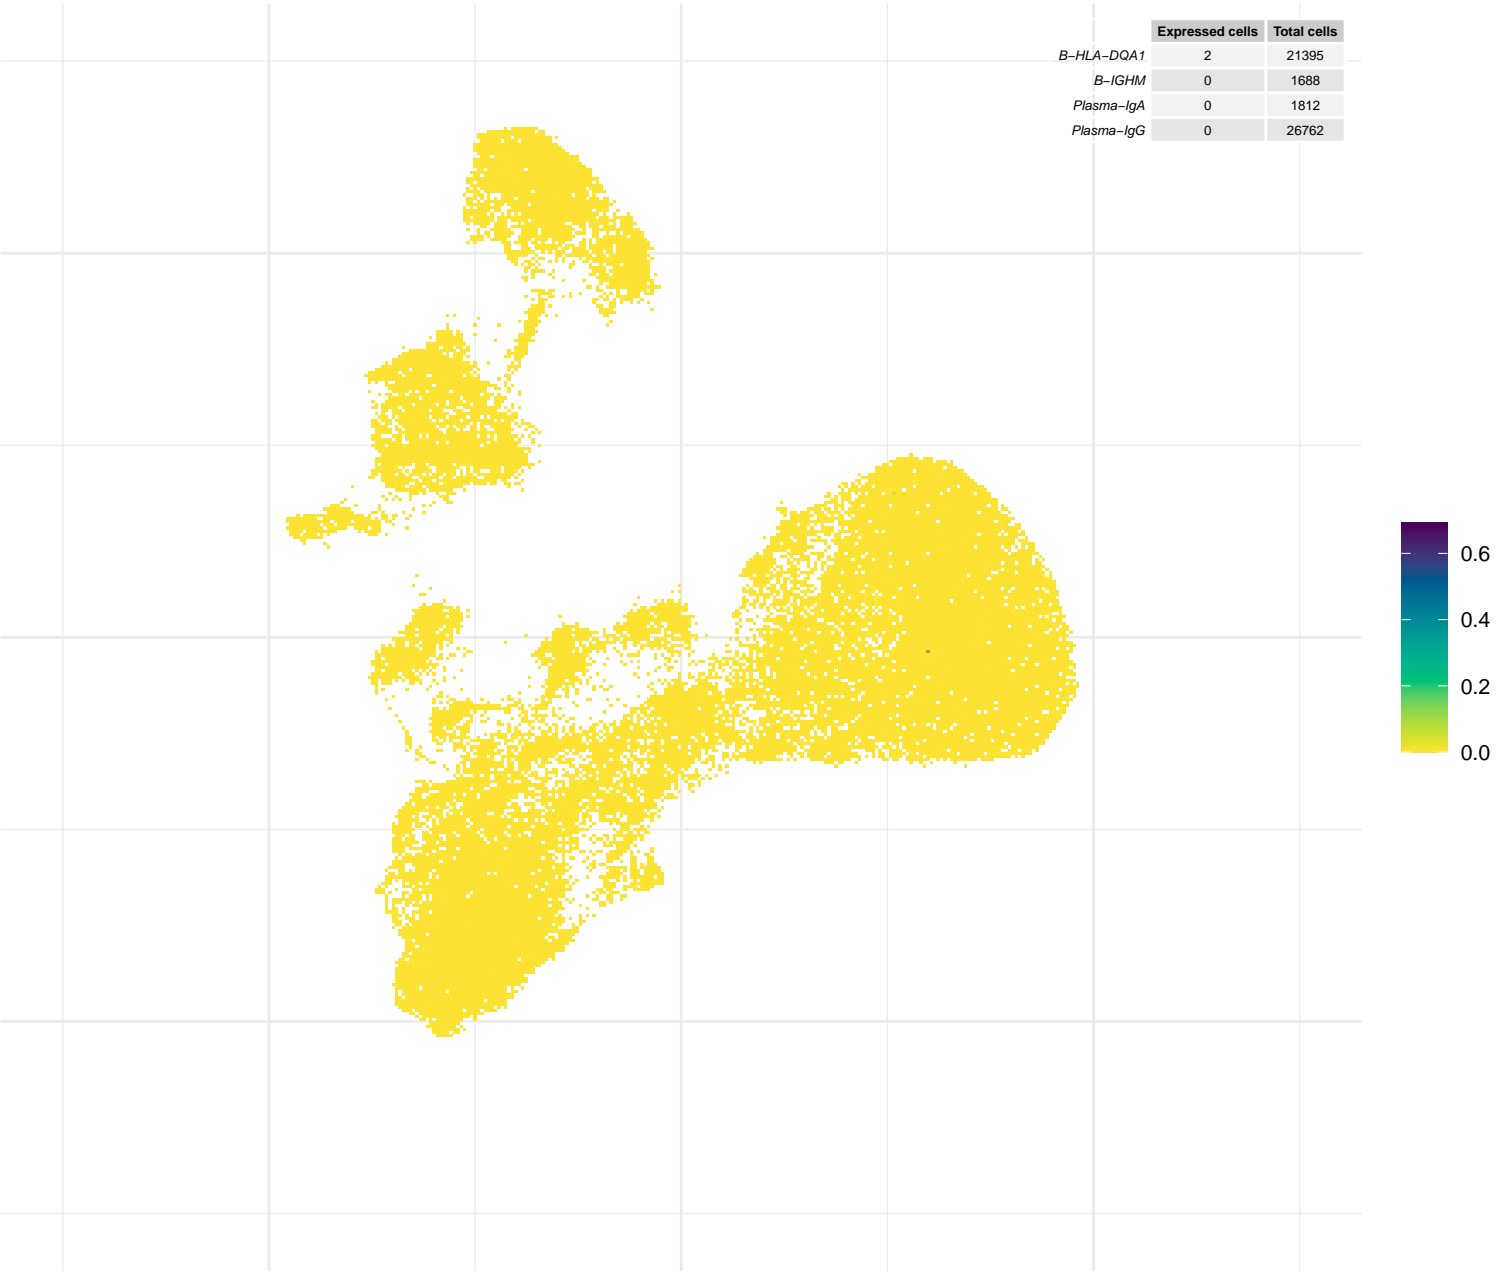 Expressed cells Total cells
B−HLA−DQA1 2 21395
B−IGHM 0 1688
Plasma−IgA 0 1812
Plasma−IgG 0 26762
0.6
0.4
0.2
0.0